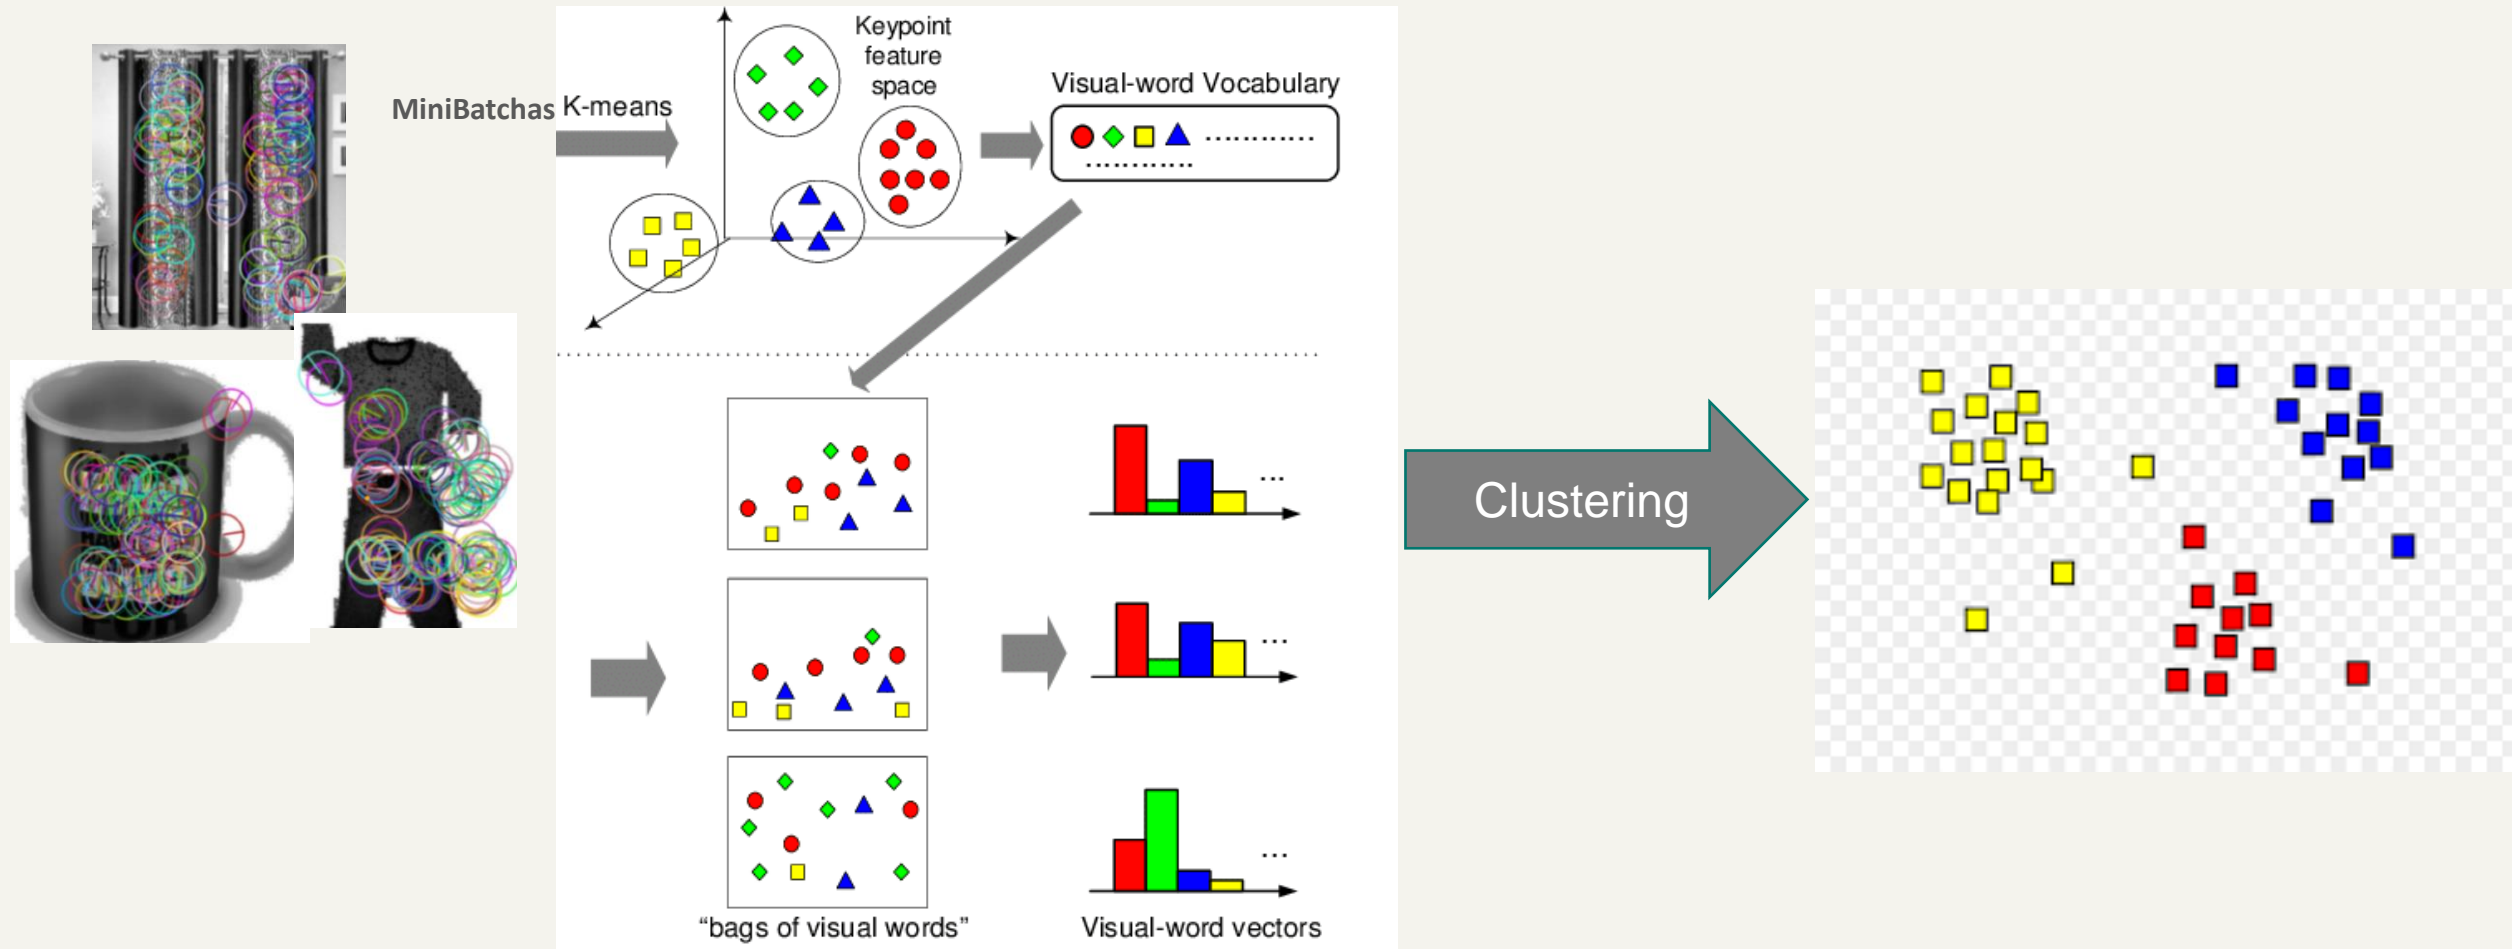 Keypoint
feature
space
MiniBatchas K-means
Visual-word Vocabulary
Clustering
“bags of visual words”
Visual-word vectors